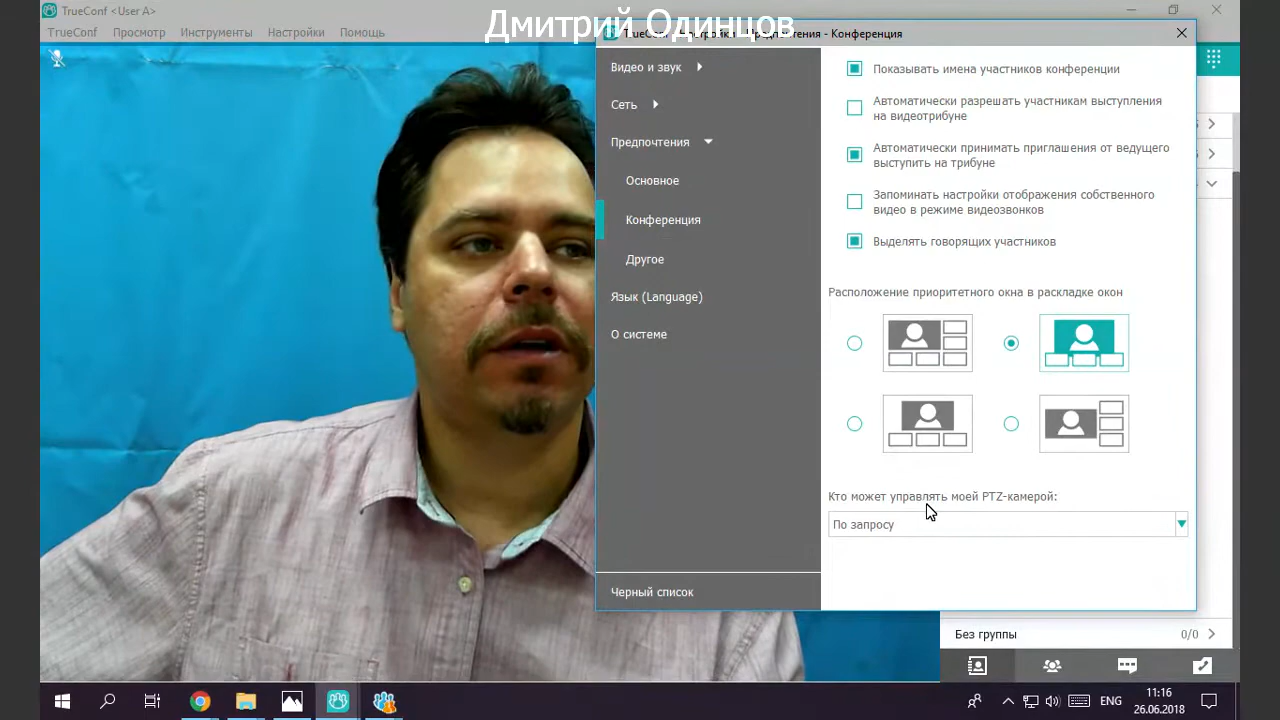 TrueConf <User A>
Дмитрий Одинцов
TrueConf
Просмотр
Инструменты
Настройки
Помощь
Конференция
Видео и звук
Сеть
Предпочтения
Основное
Конференция
Другое
Язык (Language)
О системе
Черный список
Показывать имена участников конференции
Автоматически разрешать участникам выступления
на видеотрибуне
Автоматически принимать приглашения от ведущего
выступить на трибуне
Запоминать настройки отображения собственного
видео в режиме видеозвонков
Выделять говорящих участников
Расположение приоритетного окна в раскладке окон
Кто может управлять моей PTZ-камерой:
По запросу
Без группы 0/0
ENG
11:16
26.06.2018